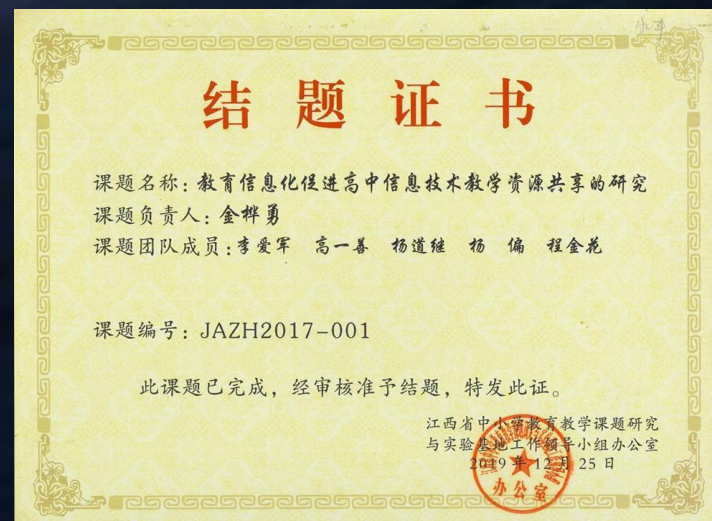 结题证书
课题名称：教育信息化促进高中信息技术教学资源共享的研究
课题负责人：金桦勇
课题团队成员：李爱军 高一善 杨道继 杨 偏 程金花
课题编号：JAZH2017-001
此课题已完成，经审核准予结题，特发此证。
江西省中小学教育教学课题研究
与实验基地工作领导小组办公室
2019年12月25日
办公室